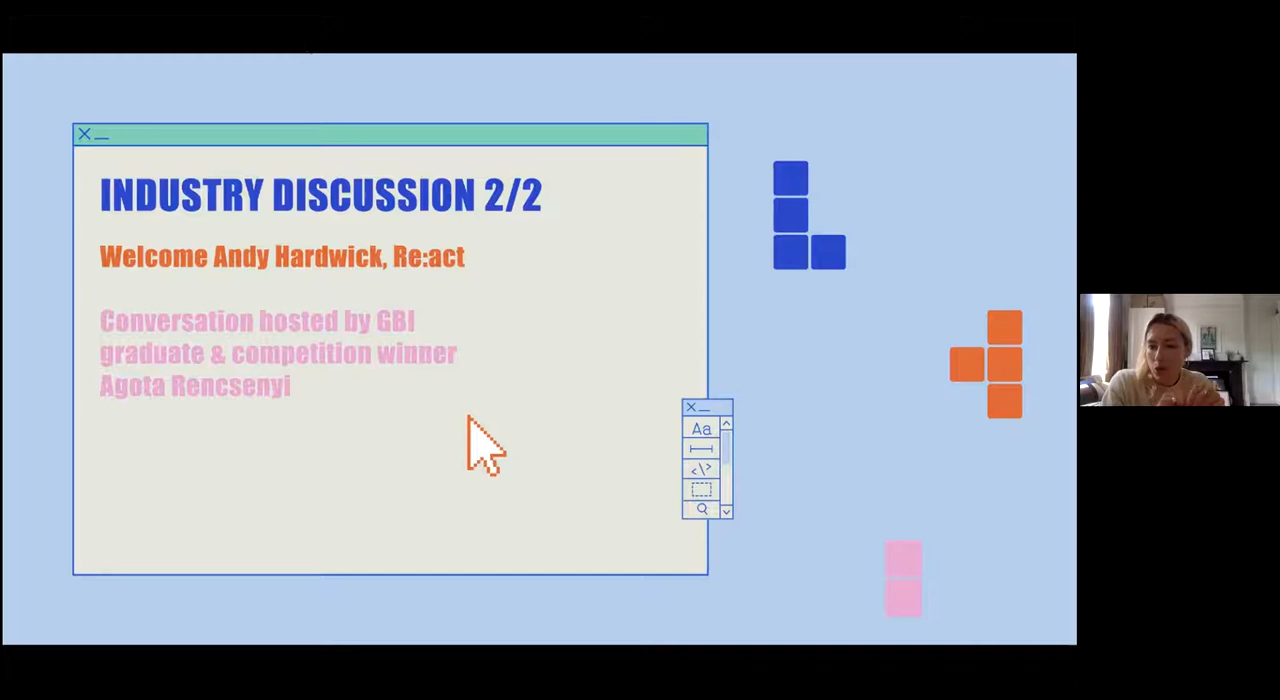 INDUSTRY DISCUSSION 2/2
Welcome Andy Hardwick, Re:act
Conversation hosted by GBI
graduate & competition winner
Agota Rencsenyi
Aa